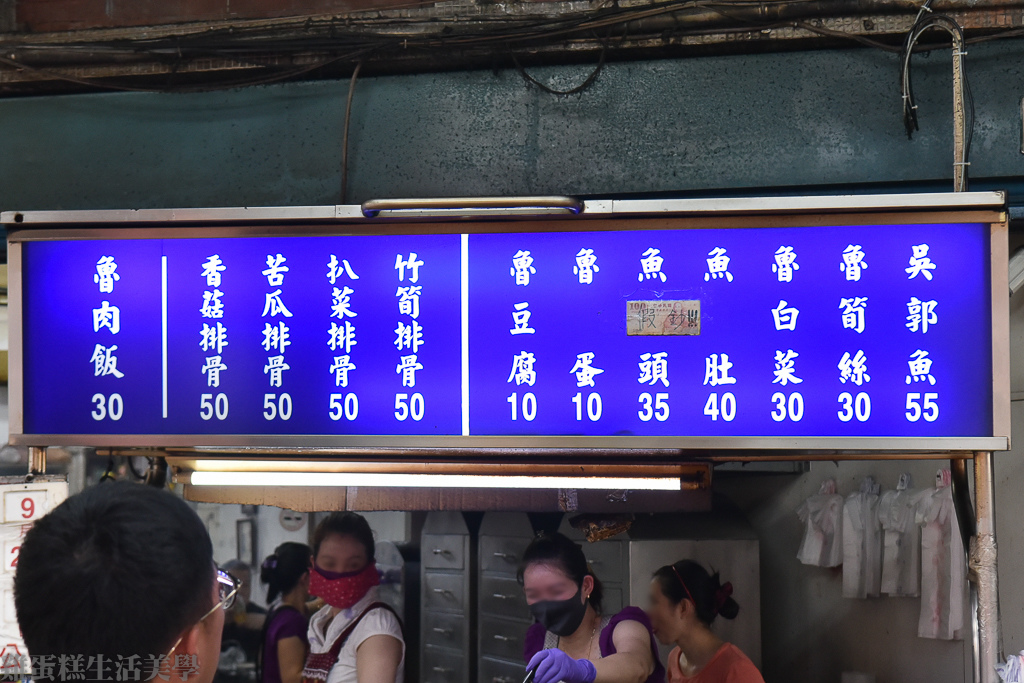 吳郭魚 55
魯筍絲 30
魯白菜 30
魚肚 40
魚頭 35
魯蛋 10
魯豆腐 10
竹筍排骨 50
扒菜排骨 50
苦瓜排骨 50
香菇排骨 50
魯肉飯 30
假鈔
9
蛋糕生活美學